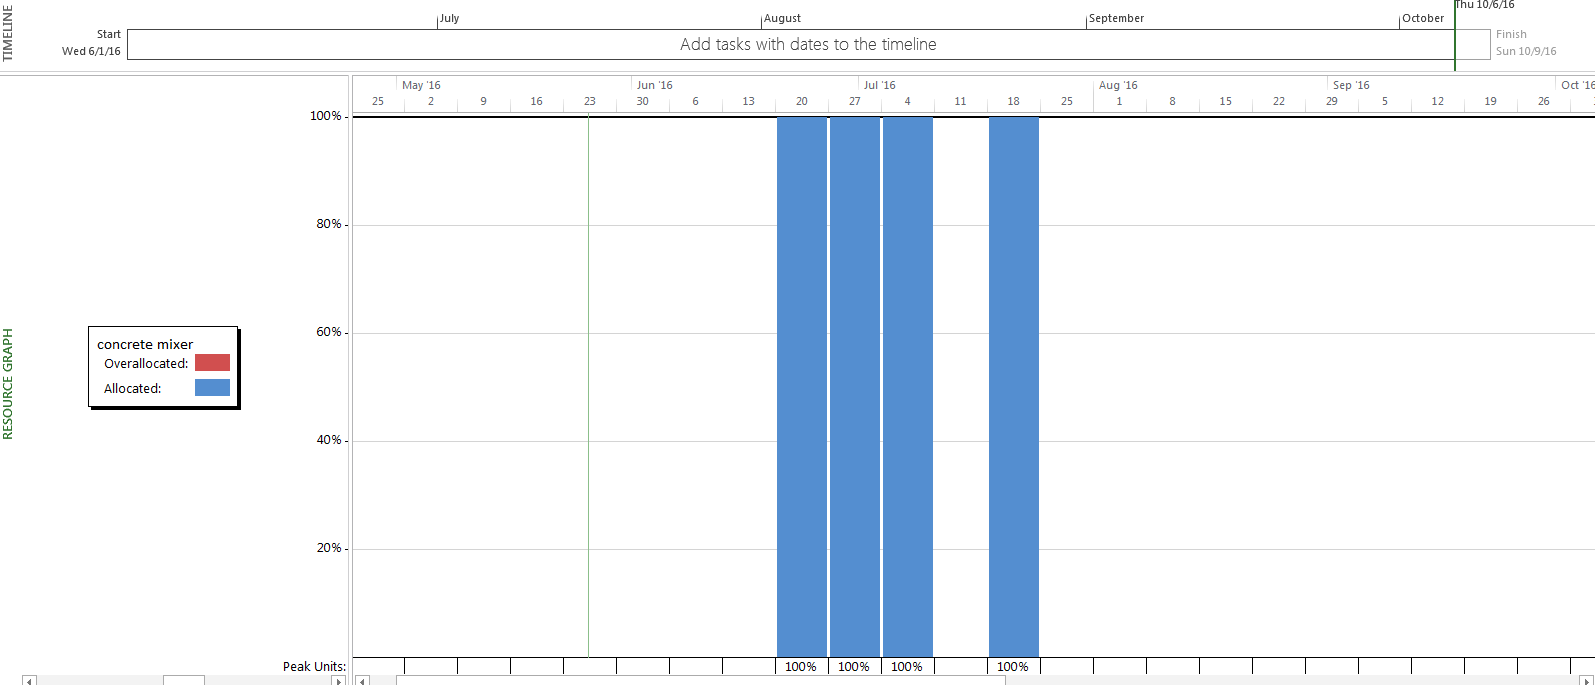 TIMELINE
Thu 10/6/16
July August September October
Start
Wed 6/1/16
Add tasks with dates to the timeline
Finish
Sun 10/9/16
May '16 Jun '16 Jul '16 Aug '16 Sep '16 Oct '16
25 2 9 16 23 30 6 13 20 27 4 11 18 25 1 8 15 22 29 5 12 19 26
RESOURCE GRAPH
100%
80%
60%
40%
20%
concrete mixer
Overallocated:
Allocated:
Peak Units: 100% 100% 100% 100%